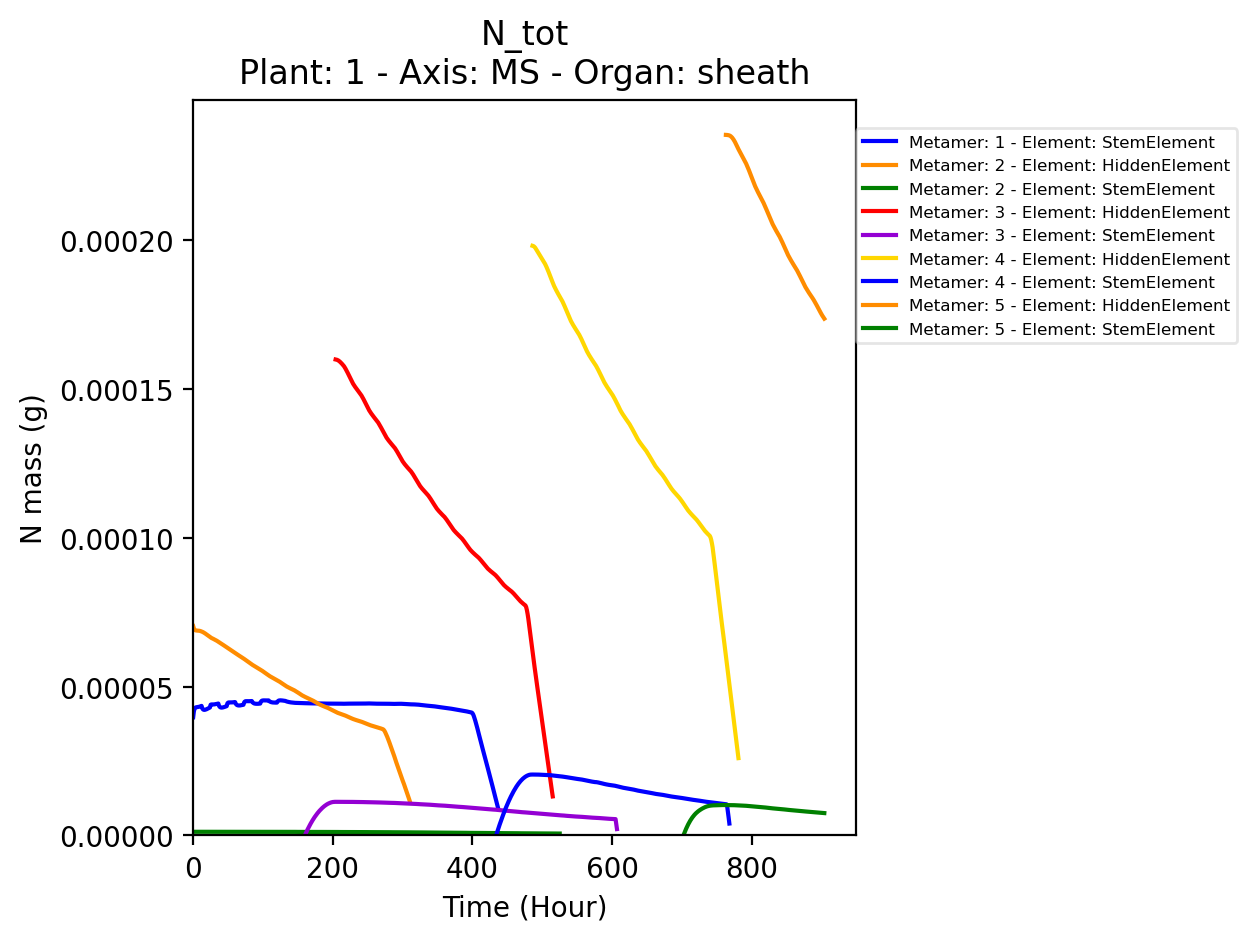 N_tot
Plant: 1 - Axis: MS - Organ: sheath
Metamer: 1 - Element: StemElement
Metamer: 2 - Element: HiddenElement
Metamer: 2 - Element: StemElement
Metamer: 3 - Element: HiddenElement
Metamer: 3 - Element: StemElement
Metamer: 4 - Element: HiddenElement
Metamer: 4 - Element: StemElement
Metamer: 5 - Element: HiddenElement
Metamer: 5 - Element: StemElement
N mass (g)
0.00020
0.00015
0.00010
0.00005
0.00000
0 200 400 600 800
Time (Hour)